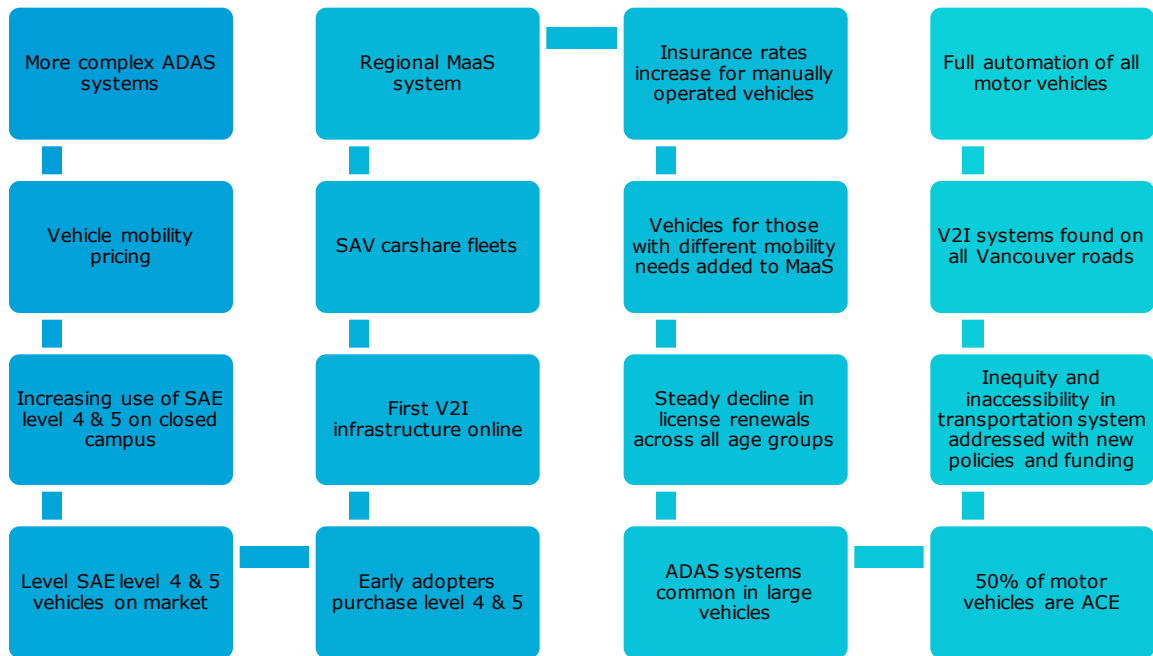 More complex ADAS
systems
Vehicle mobility
pricing
Increasing use of SAE
level 4 & 5 on closed
campus
Level SAE level 4 & 5
vehicles on market
Early adopters
purchase level 4 & 5
First V2I
infrastructure online
SAV carshare fleets
Regional MaaS
system
Insurance rates
increase for manually
operated vehicles
Vehicles for those
with different mobility
needs added to MaaS
Steady decline in
license renewals
across all age groups
ADAS systems
common in large
vehicles
50% of motor
vehicles are ACE
Inequity and
inaccessibility in
transportation system
addressed with new
policies and funding
V2I systems found on
all Vancouver roads
Full automation of all
motor vehicles